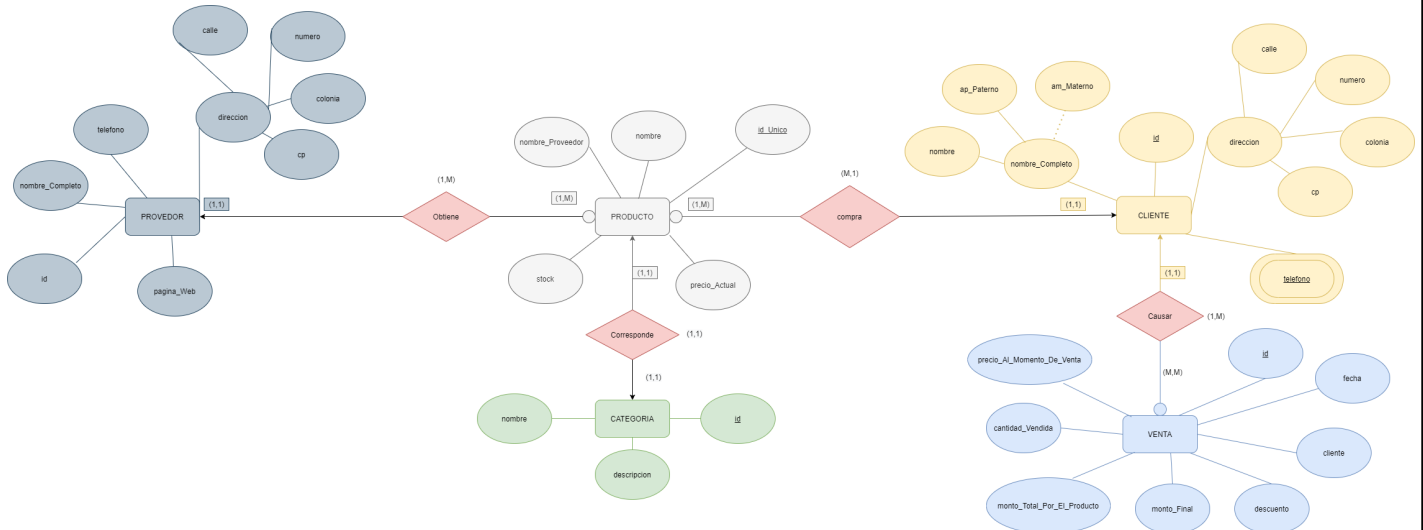 calle
numero
colonia
direccion
cp
telefono
nombre_Completo
PROVEDOR
(1,1)
id
pagina_Web
(1,M)
Obtiene
(1,M)
nombre_Proveedor
nombre
id_Unico
PRODUCTO
(1,M)
stock
(1,1)
precio_Actual
Corresponde
(1,1)
(1,1)
nombre
CATEGORIA
id
descripcion
(M,1)
compra
(1,1)
ap_Paterno
am_Materno
nombre
nombre_Completo
id
CLIENTE
calle
numero
direccion
colonia
cp
telefono
(1,1)
Causar
(1,M)
(M,M)
precio_Al_Momento_De_Venta
id
fecha
cantidad_Vendida
VENTA
cliente
monto_Total_Por_El_Producto
monto_Final
descuento